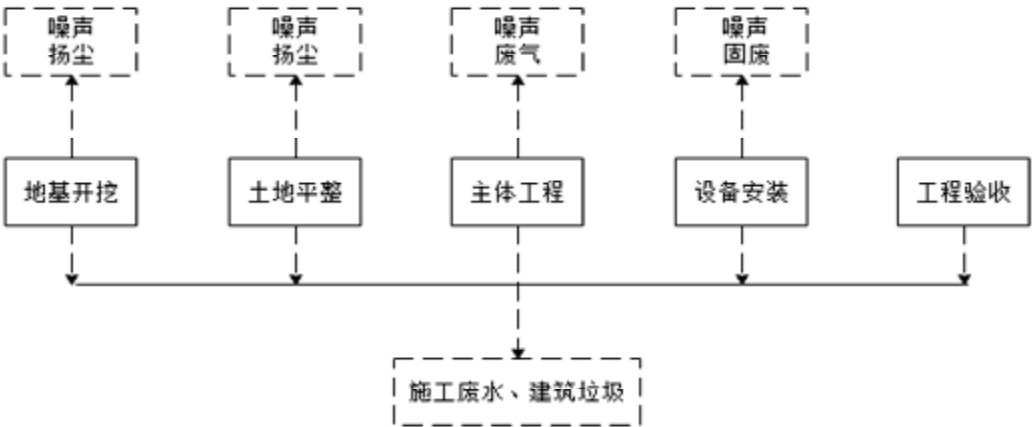 噪声
扬尘
噪声
扬尘
噪声
废气
噪声
固废
地基开挖
土地平整
主体工程
设备安装
工程验收
施工废水、建筑垃圾